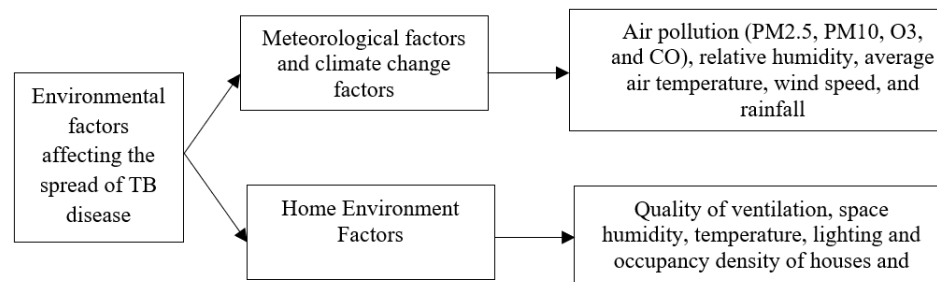 Environmental
factors
affecting the
spread of TB
disease
Meteorological factors
and climate change
factors
Air pollution (PM2.5, PM10, O3,
and CO), relative humidity, average
air temperature, wind speed, and
rainfall
Home Environment
Factors
Quality of ventilation, space
humidity, temperature, lighting and
occupancy density of houses and